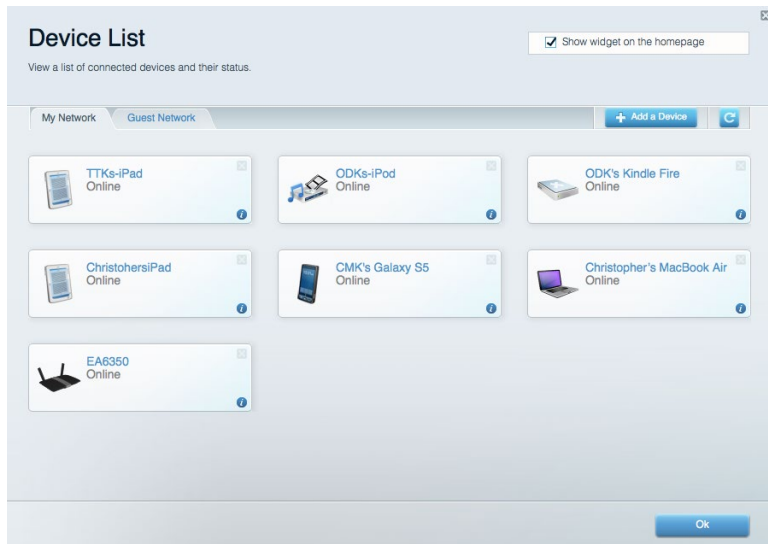 Device List
Show widget on the homepage
View a list of connected devices and their status.
My Network
Guest Network
Add a Device
TTKs-iPad
Online
ODKs-iPod
Online
ODK's Kindle Fire
Online
ChristohersiPad
Online
CMK's Galaxy S5
Online
Christopher's MacBook Air
Online
EA6350
Online
Ok